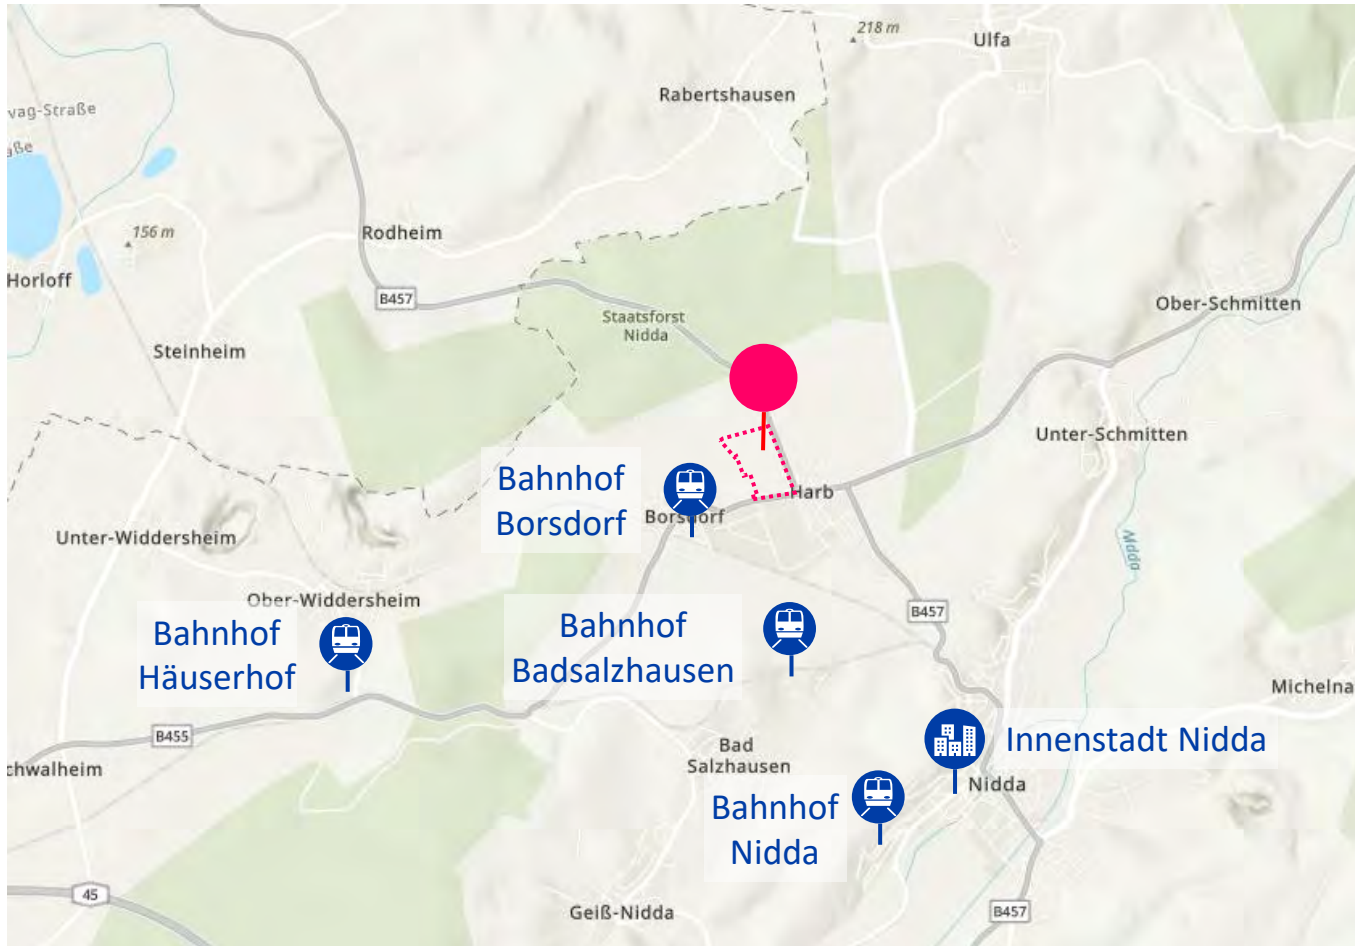 218 m
Ulfa
Rabertshausen
vag-Straße
aße
156 m
Rodheim
Horloff
B457
Ober-Schmitten
Staatsforst
Nidda
Steinheim
Unter-Schmitten
Bahnhof
Borsdorf
Harb
Borsdorf
Unter-Widdersheim
Nidda
Ober-Widdersheim
B457
Bahnhof
Häuserhof
Bahnhof
Badsalzhausen
Michelna
B455
Innenstadt Nidda
Bad
Salzhausen
chwalheim
Nidda
Bahnhof
Nidda
45
Geiß-Nidda
B457